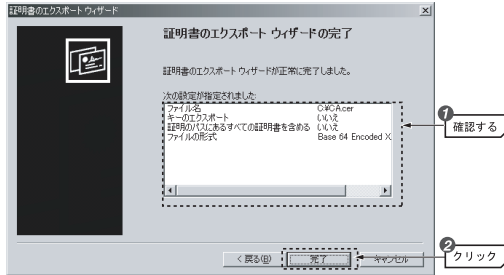 証明書のエクスポート ウィザード
証明書のエクスポート ウィザードの完了
証明書のエクスポート ウィザードが正常に完了しました。
次の設定が指定されました:
ファイル名 C:¥CA.cer
キーのエクスポート いいえ
証明のパスにあるすべての証明書を含める いいえ
ファイルの形式 Base 64 Encoded X
❶
確認する
< 戻る(B) 完了 キャンセル
❷
クリック